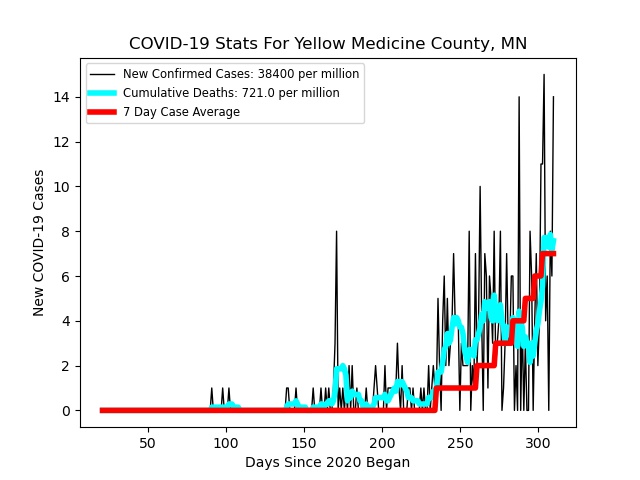 COVID-19 Stats For Yellow Medicine County, MN
New Confirmed Cases: 38400 per million
Cumulative Deaths: 721.0 per million
7 Day Case Average
New COVID-19 Cases
14
12
10
8
6
4
2
0
50 100 150 200 250 300
Days Since 2020 Began